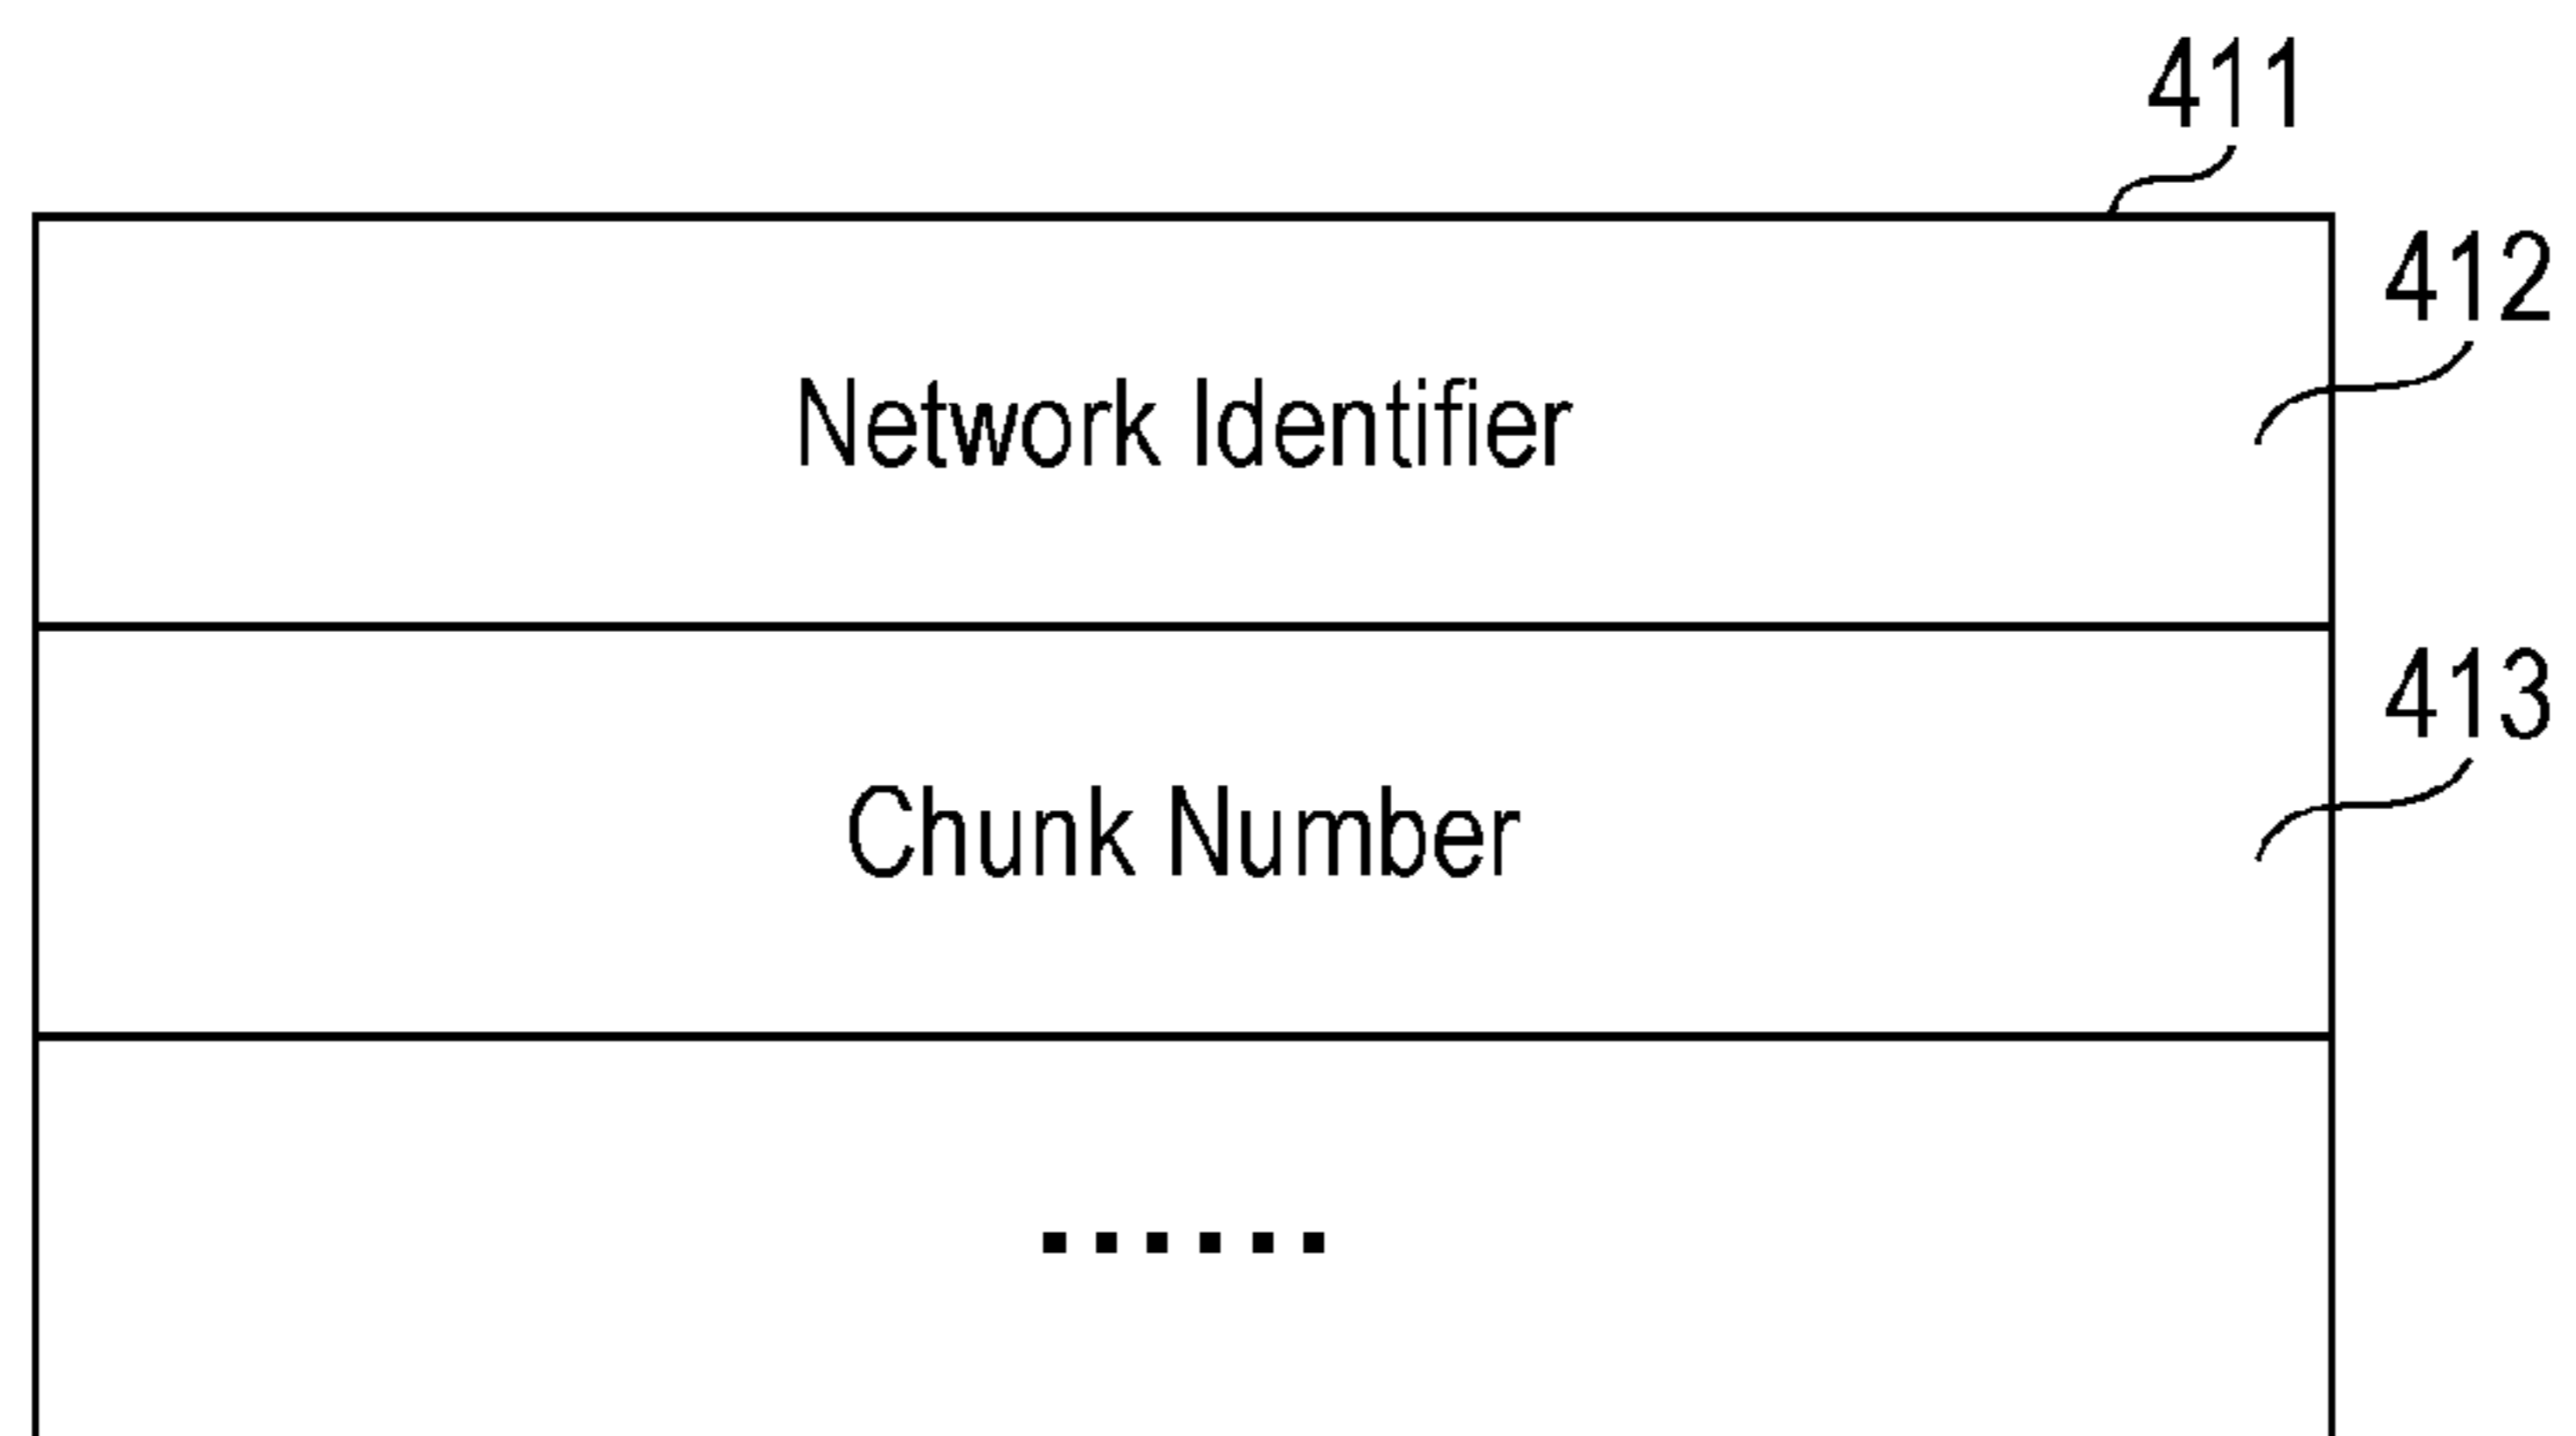 411
412
Network Identifier
413
Chunk Number
......